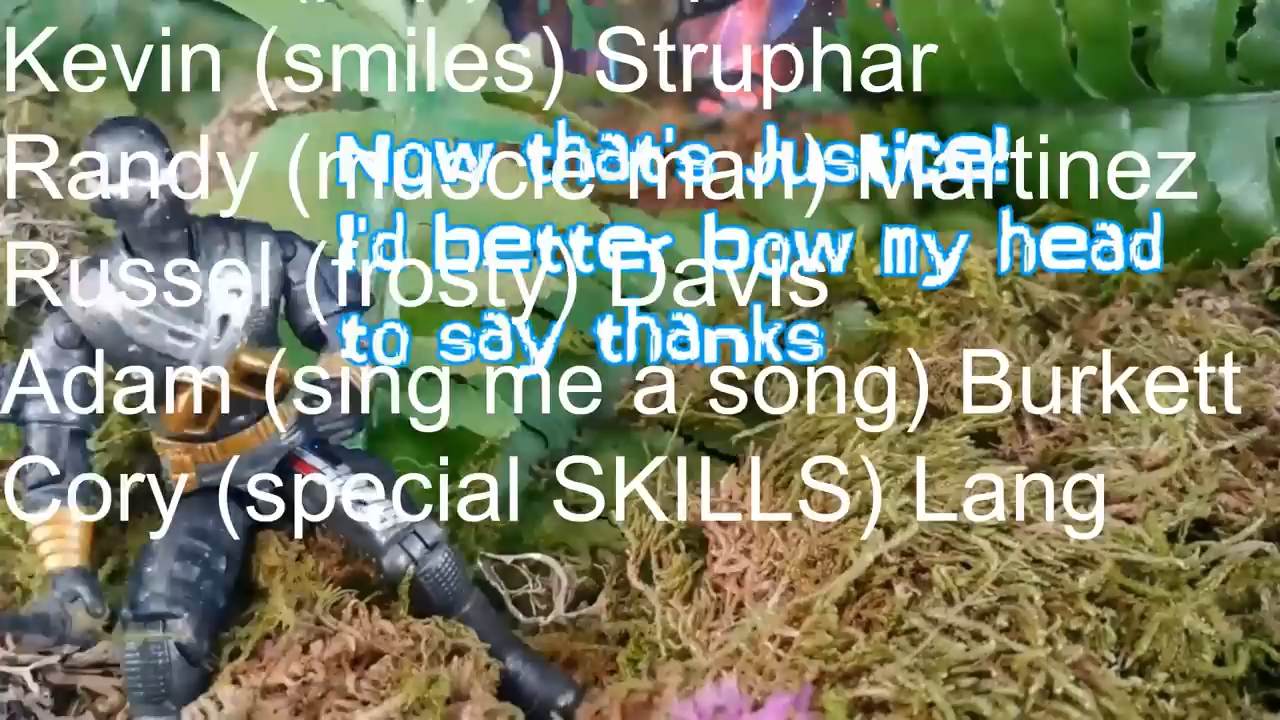 Kevin (smiles) Struphar
Randy (muscle man) Martinez
Russel (frosty) Davis
Adam (sing me a song) Burkett
Cory (special SKILLS) Lang
Now that's Justice!
I'd better bow my head
to say thanks